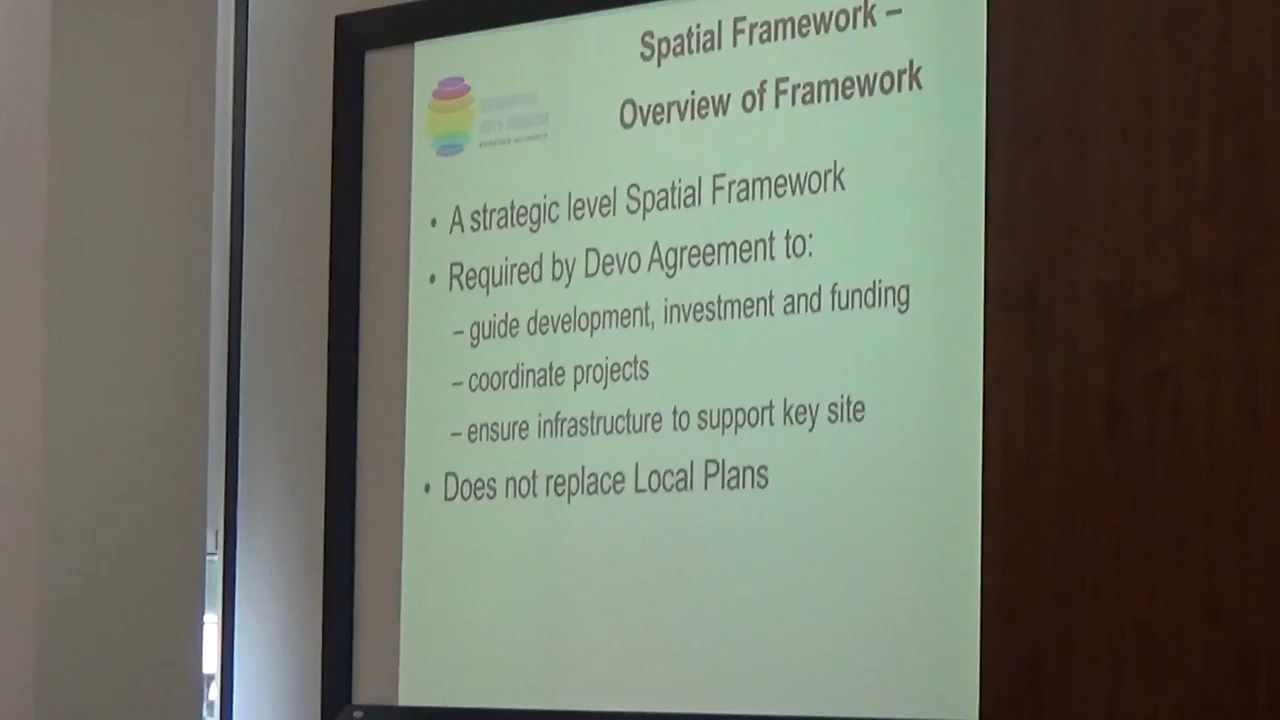 Spatial Framework –
Overview of Framework
• A strategic level Spatial Framework
• Required by Devo Agreement to:
– guide development, investment and funding
– coordinate projects
– ensure infrastructure to support key site
• Does not replace Local Plans